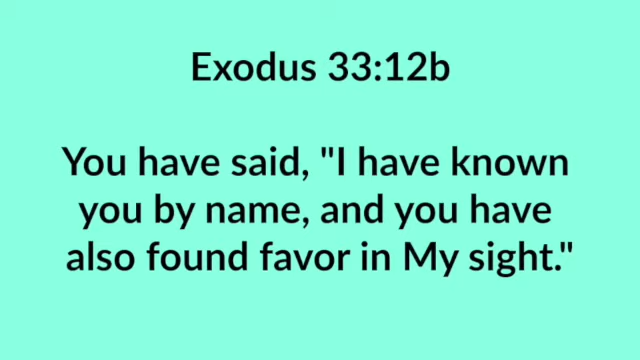 Exodus 33:12b
You have said, "I have known
you by name, and you have
also found favor in My sight."